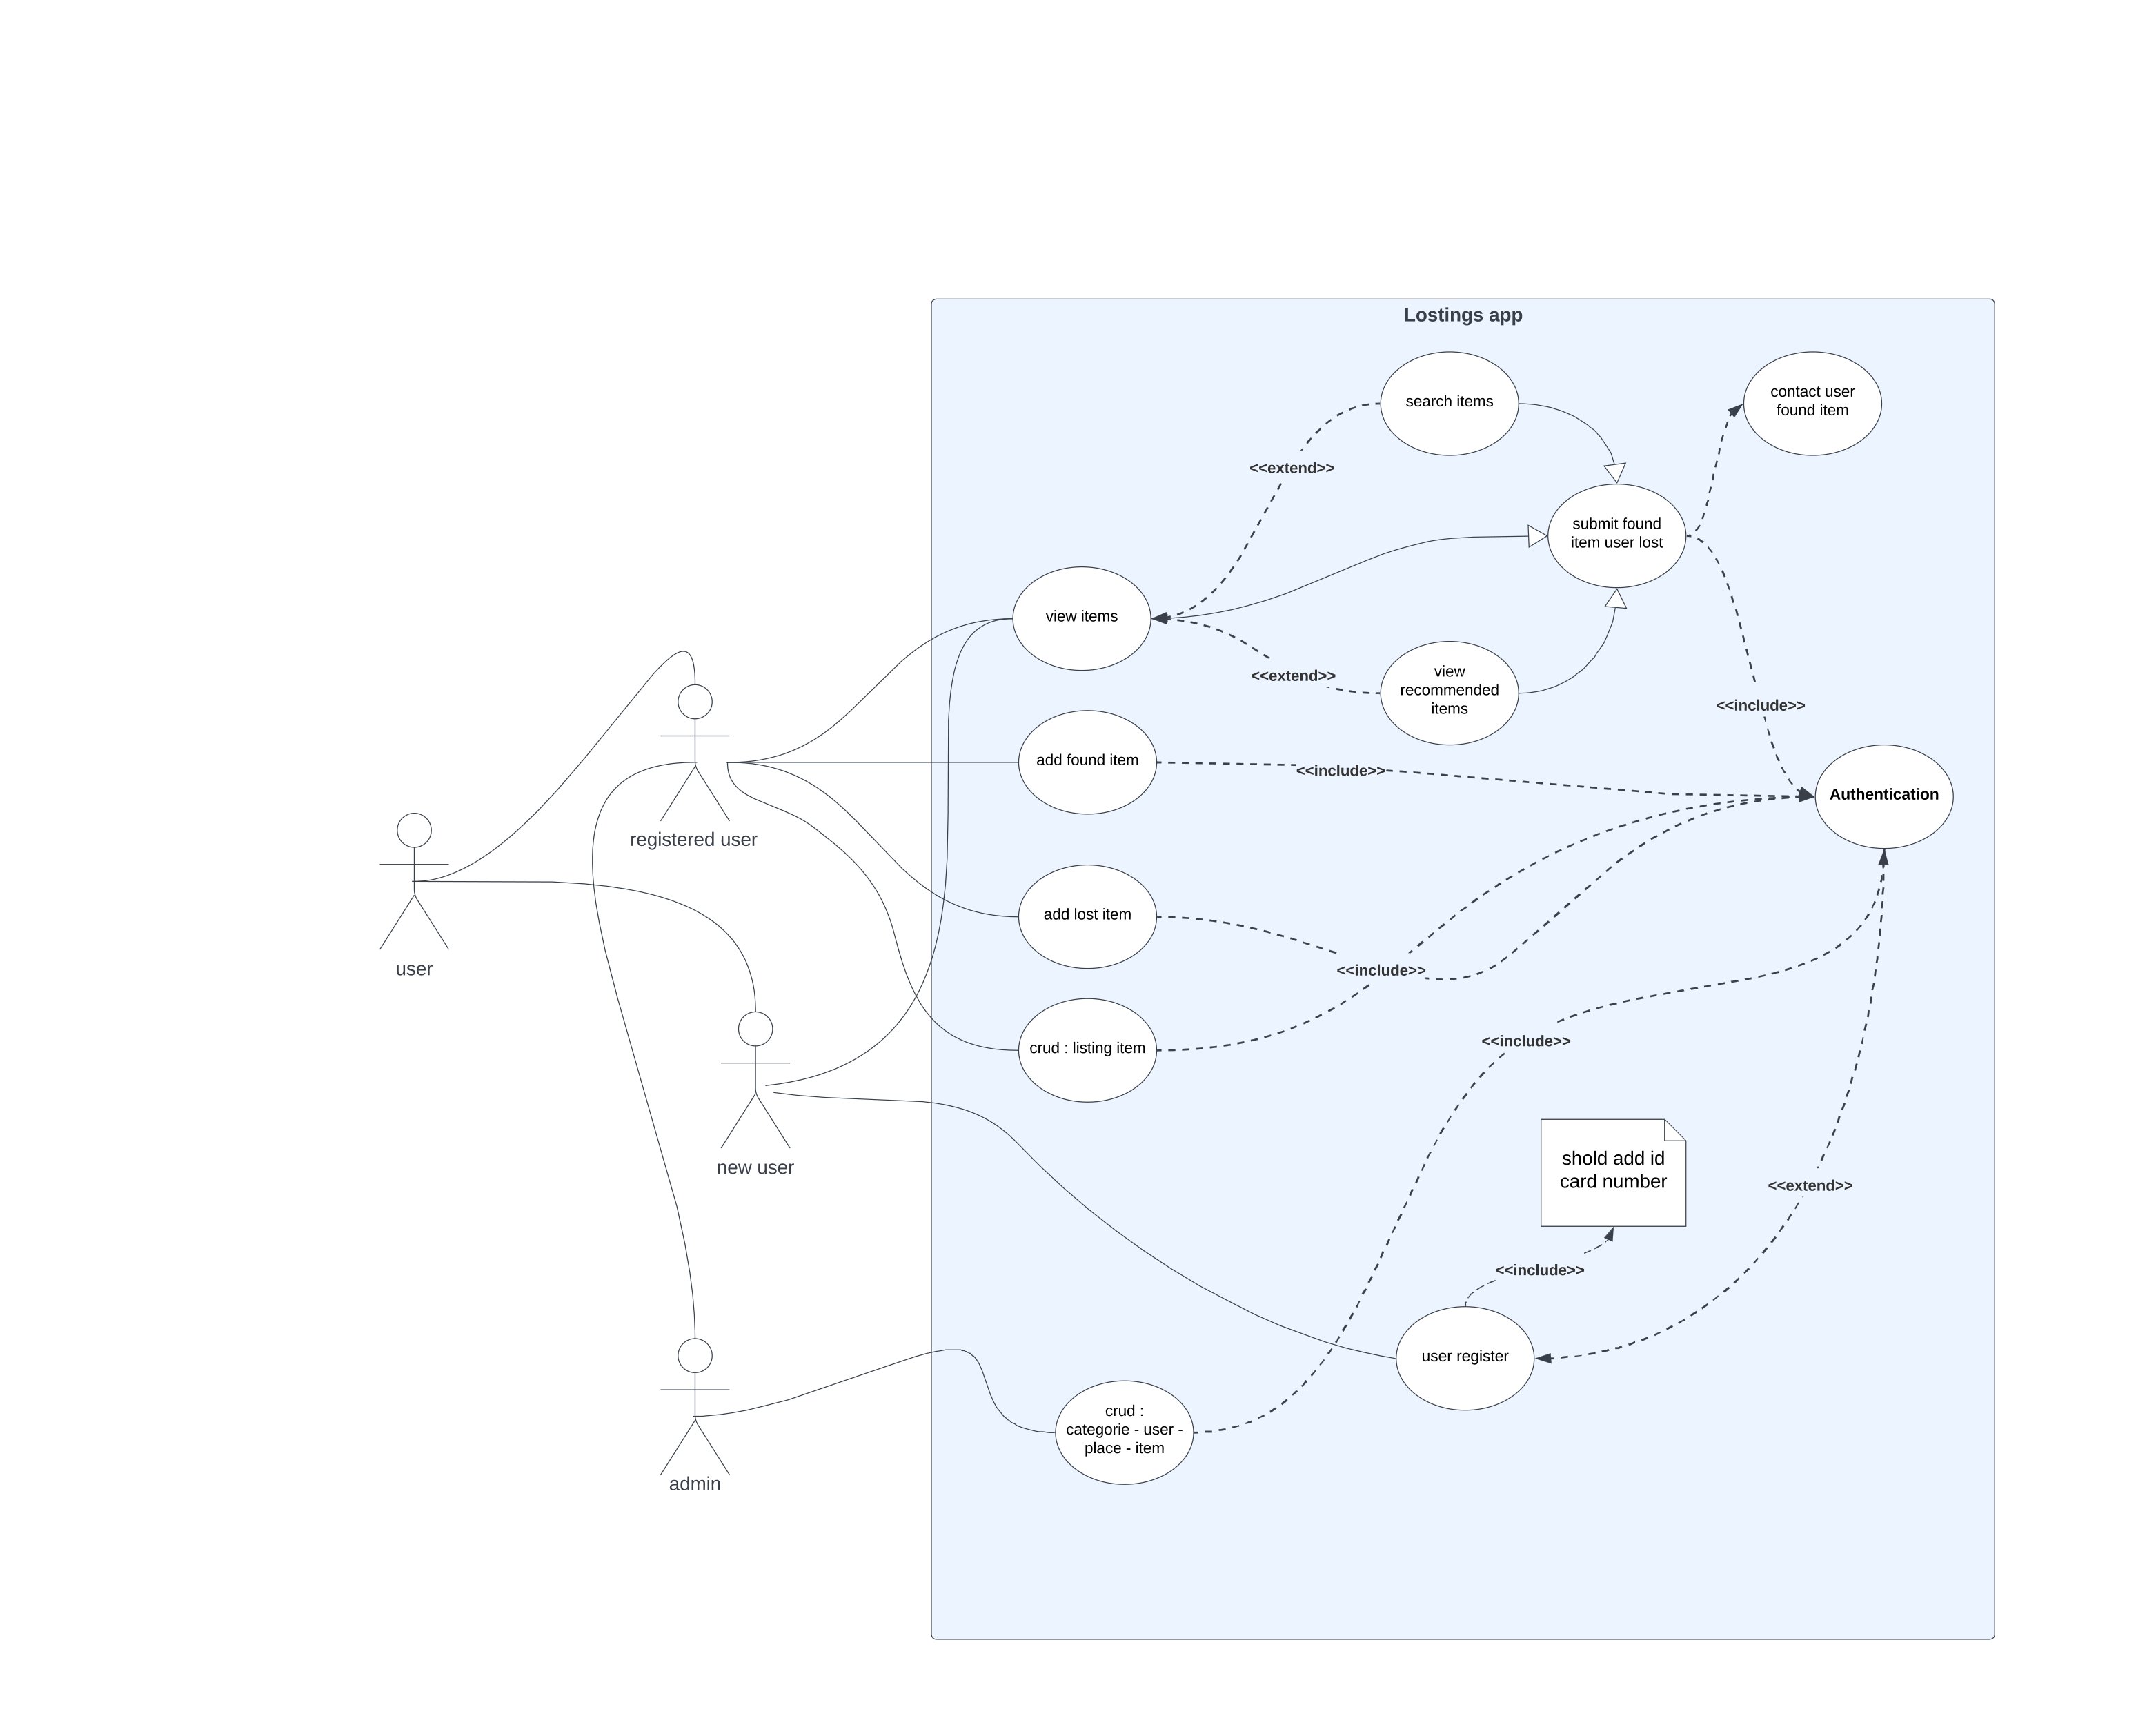 Lostings app
search items
contact user
found item
<<extend>>
submit found
item user lost
view items
view
recommended
items
<<extend>>
<<include>>
add found item
<<include>>
Authentication
registered user
user
add lost item
<<include>>
crud : listing item
<<include>>
new user
shold add id
card number
<<extend>>
<<include>>
user register
crud :
categorie - user -
place - item
admin